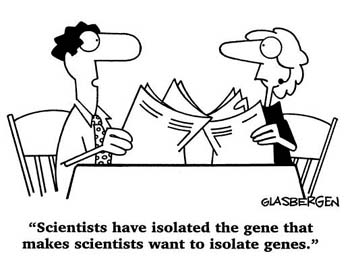 GLASBERGEN
“Scientists have isolated the gene that
makes scientists want to isolate genes.”